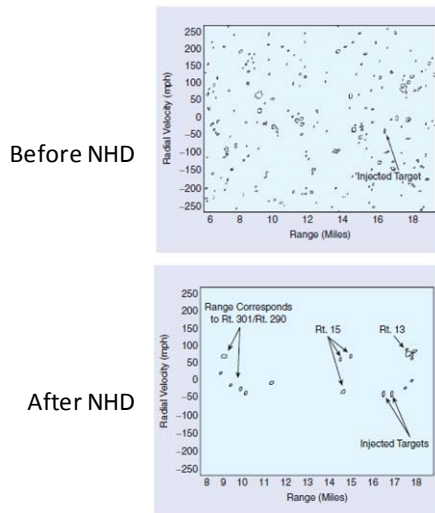 Before NHD
Radial Velocity (mph)
250
200
150
100
50
0
−50
−100
−150
−200
−250
Injected Target
6 8 10 12 14 16 18
Range (Miles)
After NHD
Radial Velocity (mph)
250
200
150
100
50
0
−50
−100
−150
−200
−250
Range Corresponds
to Rt. 301/Rt. 290
Rt. 15
Rt. 13
Injected Targets
8 9 10 11 12 13 14 15 16 17 18
Range (Miles)